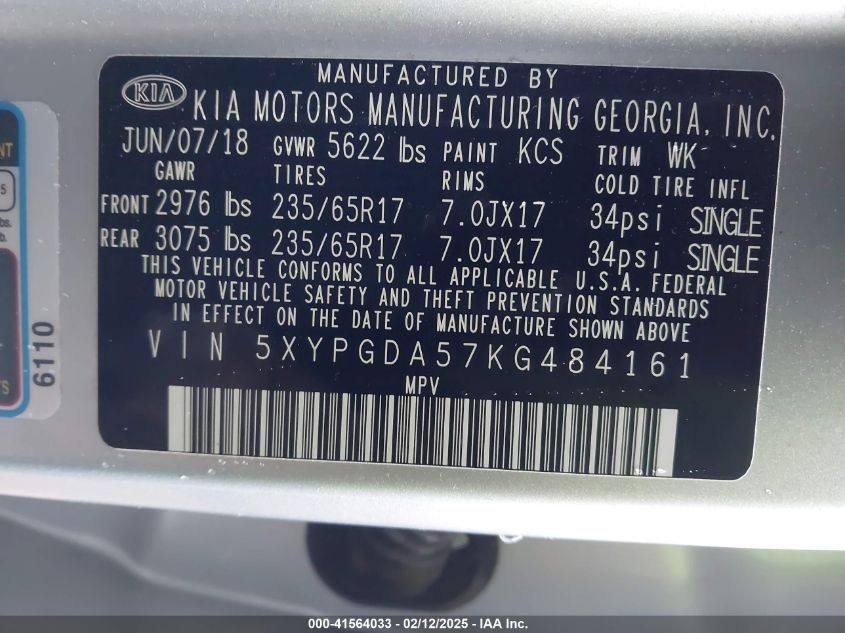 MANUFACTURED BY
KIA KIA MOTORS MANUFACTURING GEORGIA, INC.
JUN/07/18 GVWR 5622 lbs PAINT KCS TRIM WK
GAWR TIRES RIMS COLD TIRE INFL
FRONT 2976 lbs 235/65R17 7.0JX17 34psi SINGLE
REAR 3075 lbs 235/65R17 7.0JX17 34psi SINGLE
THIS VEHICLE CONFORMS TO ALL APPLICABLE U.S.A. FEDERAL
MOTOR VEHICLE SAFETY AND THEFT PREVENTION STANDARDS
IN EFFECT ON THE DATE OF MANUFACTURE SHOWN ABOVE
VIN 5XYPGDA57KG484161
MPV
6110
NT
5
bs.
b.
TS
000-41564033 - 02/12/2025 - IAA Inc.